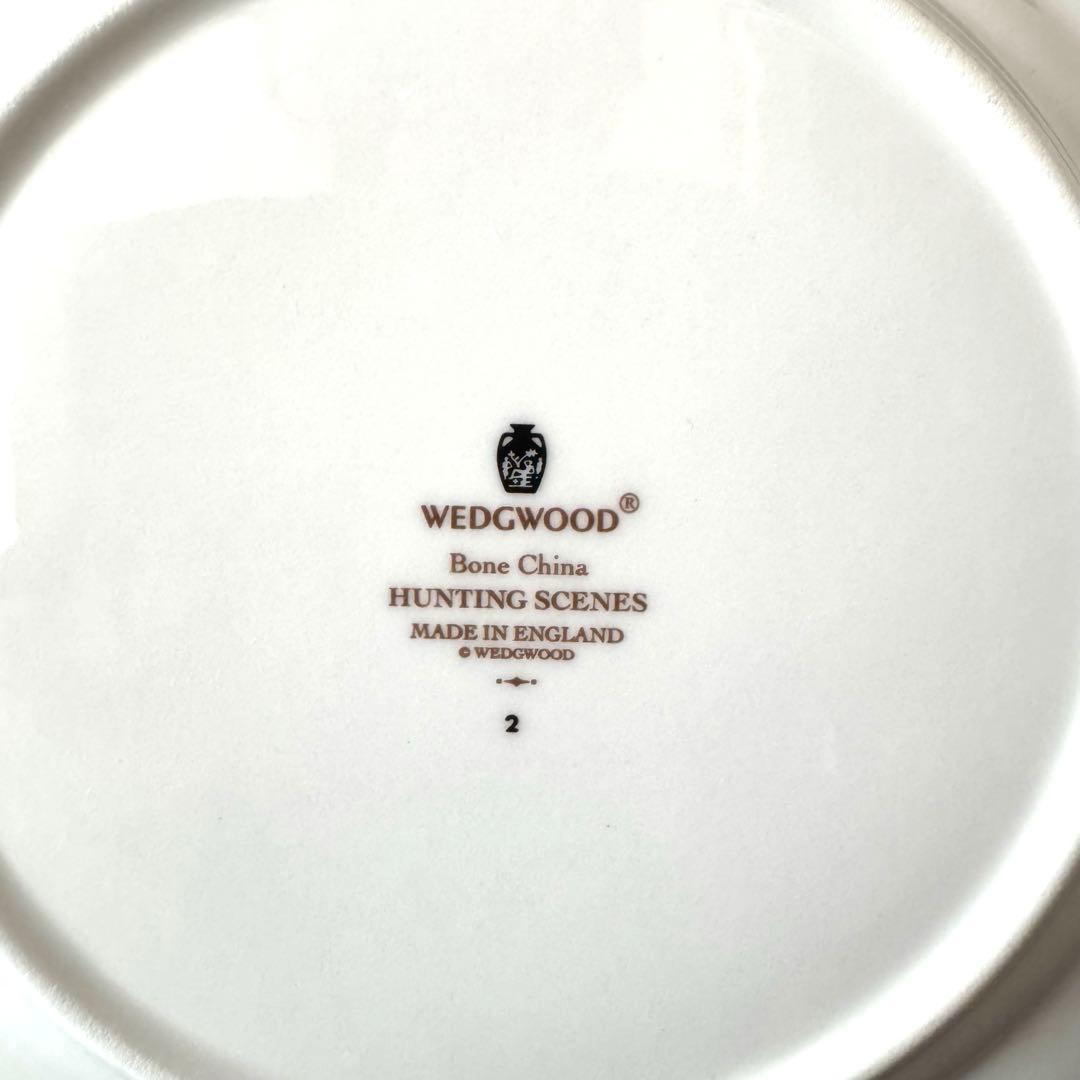 WEDGWOOD®
Bone China
HUNTING SCENES
MADE IN ENGLAND
© WEDGWOOD
2